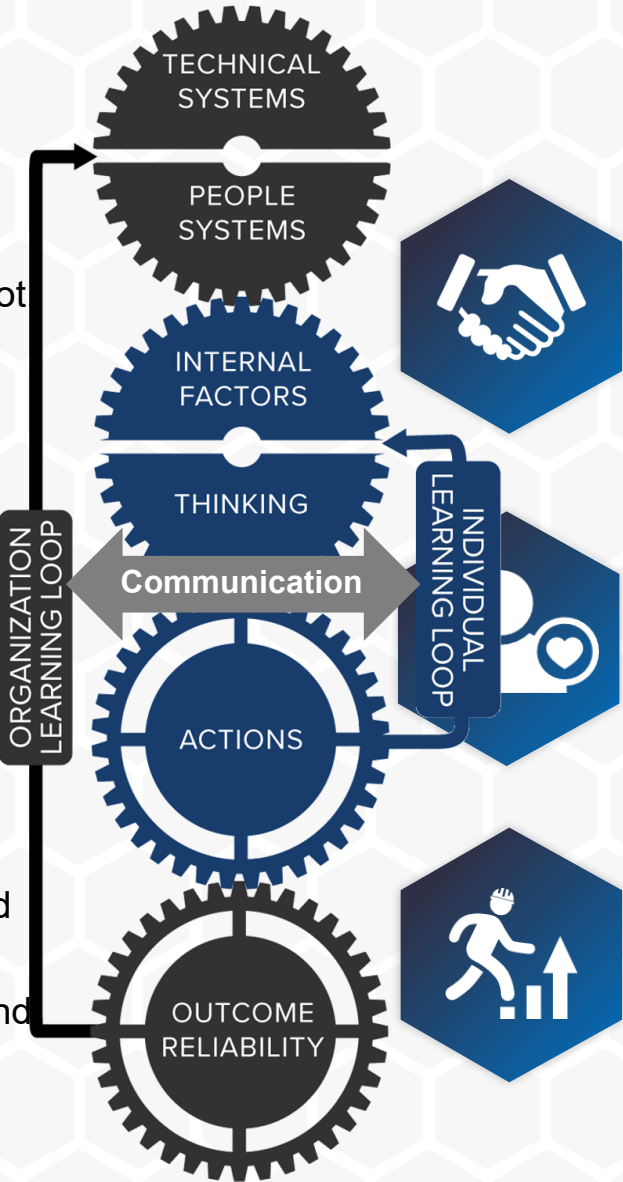 TECHNICAL
SYSTEMS
PEOPLE
SYSTEMS
INTERNAL
FACTORS
THINKING
Communication
ORGANIZATION
LEARNING LOOP
INDIVIDUAL
LEARNING LOOP
ACTIONS
OUTCOME
RELIABILITY